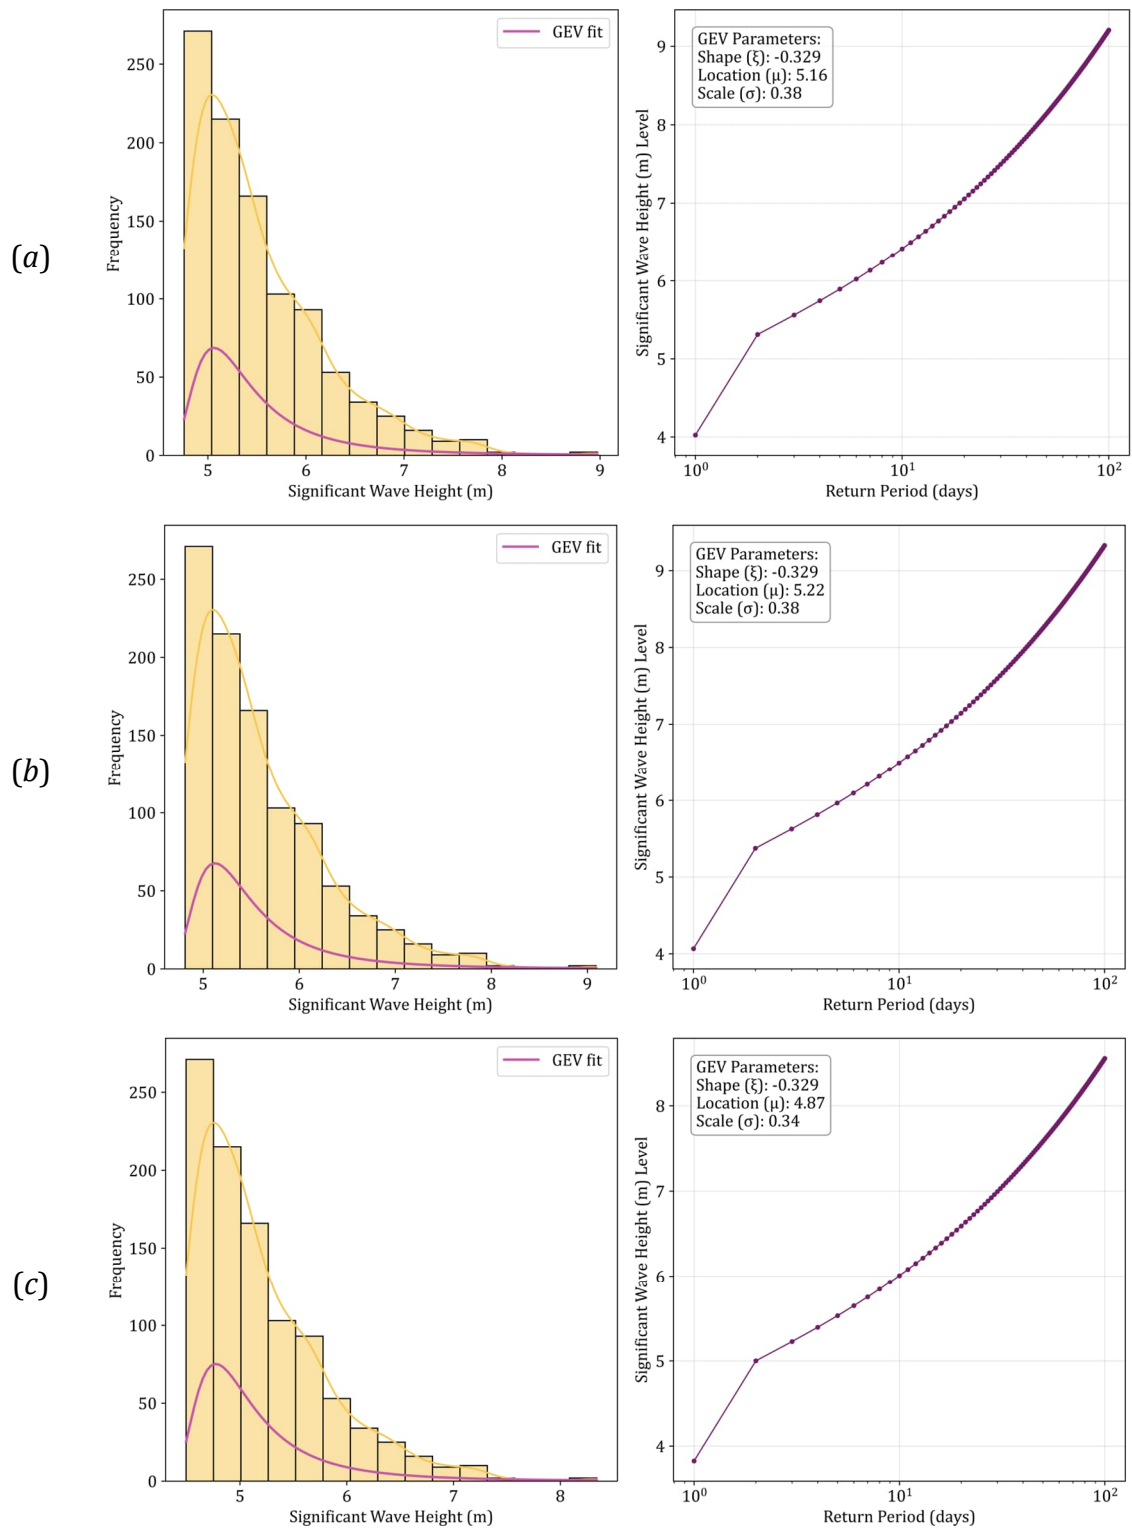 (a)
GEV fit
250
200
150
100
50
0
Frequency
5 6 7 8 9
Significant Wave Height (m)
GEV Parameters:
Shape (ξ): -0.329
Location (μ): 5.16
Scale (σ): 0.38
9
8
7
6
5
4
Significant Wave Height (m) Level
10⁰ 10¹ 10²
Return Period (days)
(b)
GEV fit
250
200
150
100
50
0
Frequency
5 6 7 8 9
Significant Wave Height (m)
GEV Parameters:
Shape (ξ): -0.329
Location (μ): 5.22
Scale (σ): 0.38
9
8
7
6
5
4
Significant Wave Height (m) Level
10⁰ 10¹ 10²
Return Period (days)
(c)
GEV fit
250
200
150
100
50
0
Frequency
5 6 7 8
Significant Wave Height (m)
GEV Parameters:
Shape (ξ): -0.329
Location (μ): 4.87
Scale (σ): 0.34
8
7
6
5
4
Significant Wave Height (m) Level
10⁰ 10¹ 10²
Return Period (days)